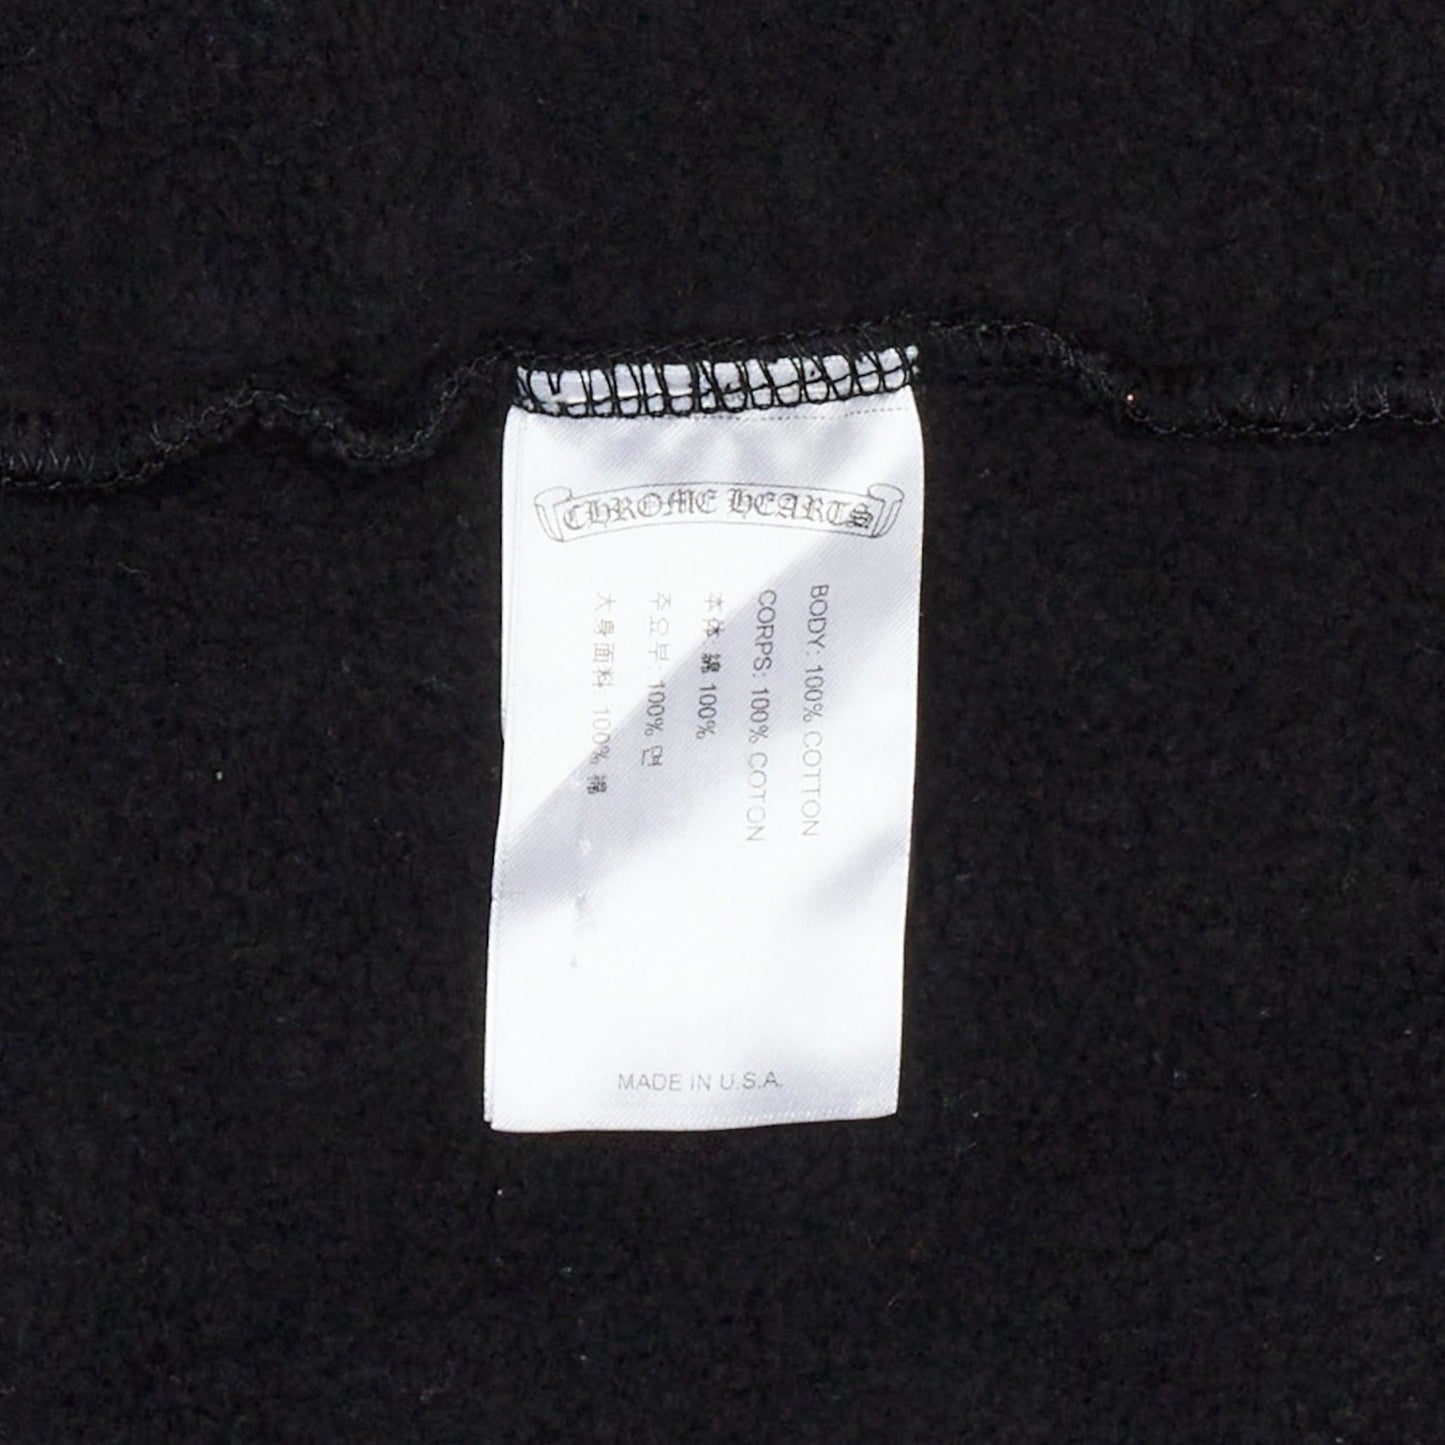 CHROME HEARTS
BODY: 100% COTTON
CORPS: 100% COTON
本体 綿 100%
주요부: 100% 면
大身面料 100% 棉
MADE IN U.S.A.